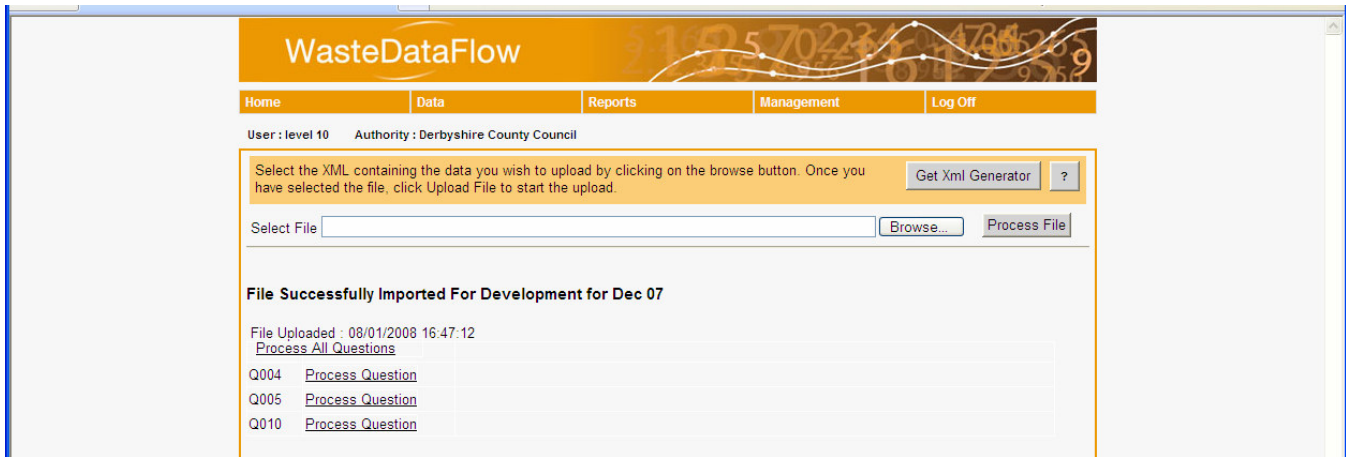 WasteDataFlow
Home Data Reports Management Log Off
User : level 10 Authority : Derbyshire County Council
Select the XML containing the data you wish to upload by clicking on the browse button. Once you
have selected the file, click Upload File to start the upload.
Get Xml Generator ?
Select File Browse... Process File
File Successfully Imported For Development for Dec 07
File Uploaded : 08/01/2008 16:47:12
Process All Questions
Q004 Process Question
Q005 Process Question
Q010 Process Question